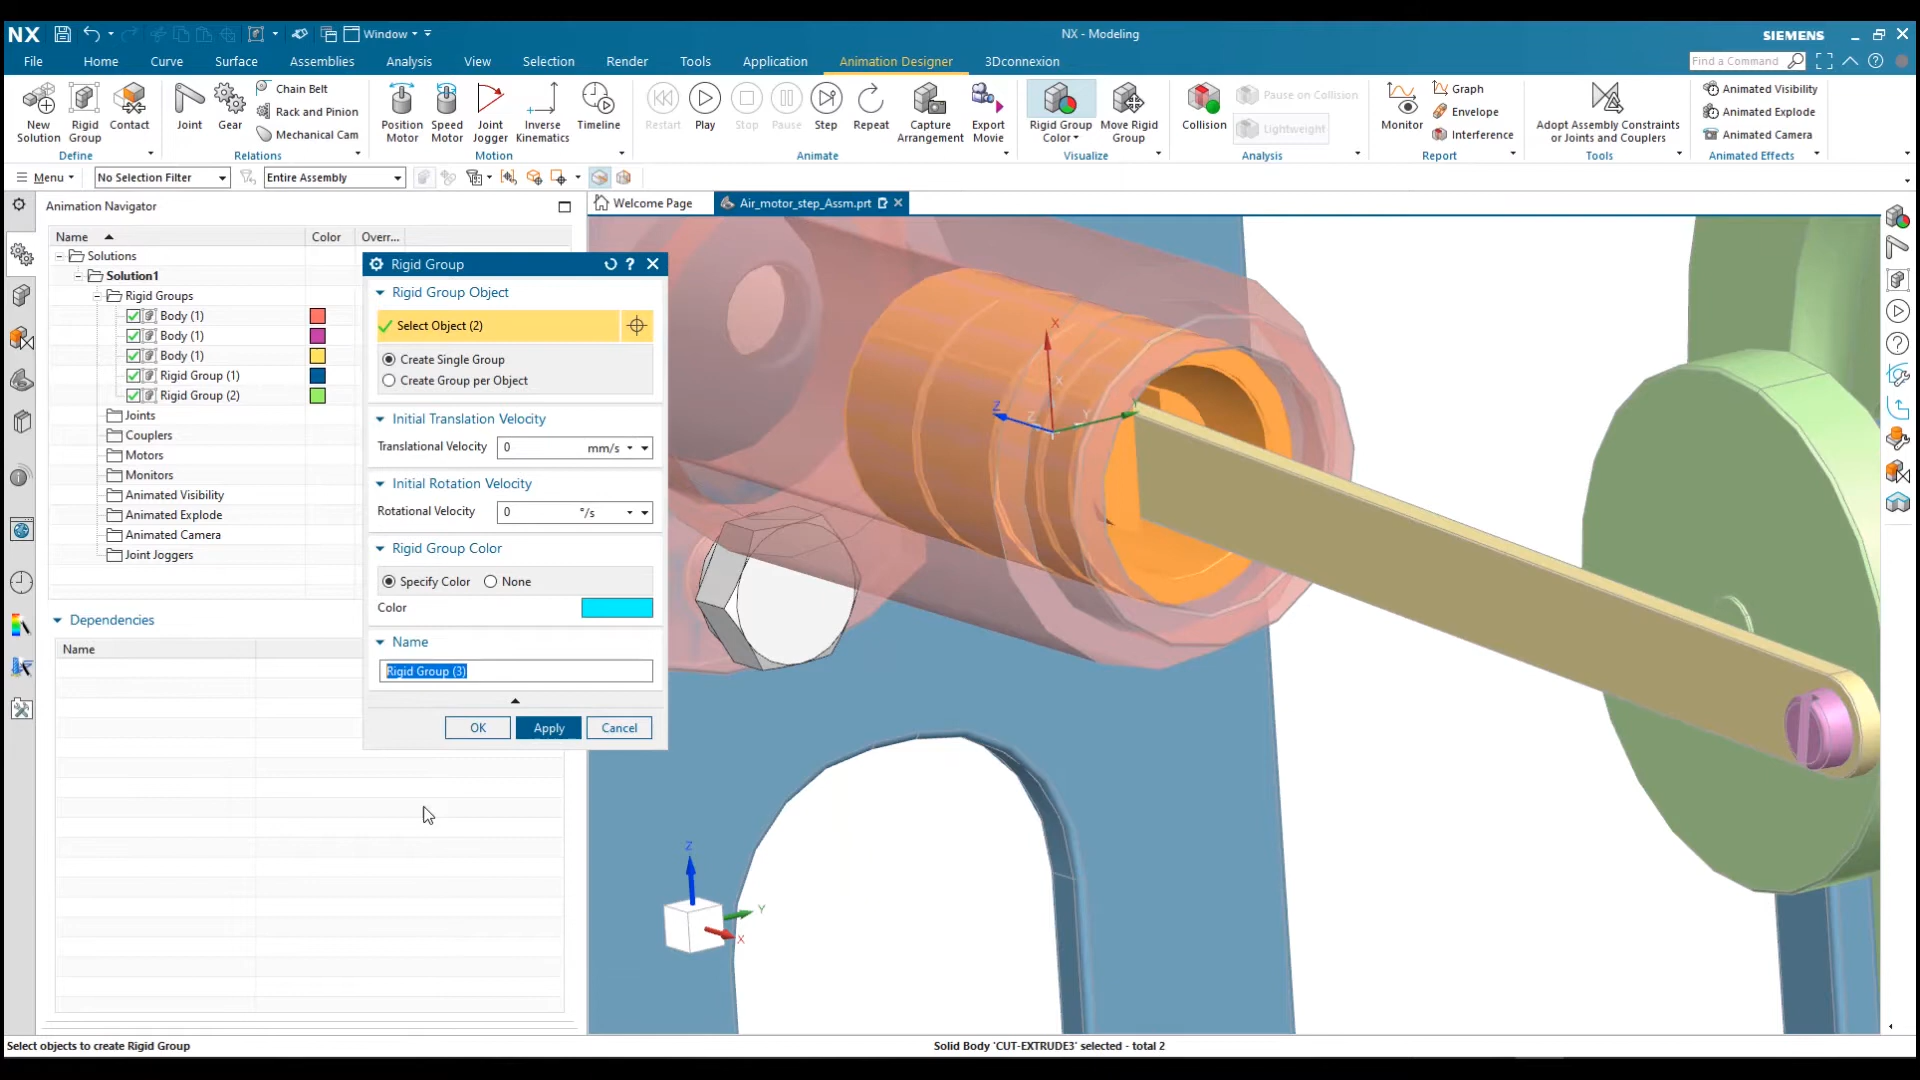 NX
Window
NX - Modeling
SIEMENS
File
Home
Curve
Surface
Assemblies
Analysis
View
Selection
Render
Tools
Application
Animation Designer
3Dconnexion
Find a Command
New Solution
Rigid Group
Contact
Define
Joint
Gear
Chain Belt
Rack and Pinion
Mechanical Cam
Relations
Position Motor
Speed Motor
Joint Jogger
Inverse Kinematics
Timeline
Motion
Restart
Play
Stop
Pause
Step
Repeat
Capture Arrangement
Export Movie
Animate
Rigid Group Color
Move Rigid Group
Visualize
Collision
Pause on Collision
Lightweight
Analysis
Monitor
Graph
Envelope
Interference
Report
Adopt Assembly Constraints or Joints and Couplers
Tools
Animated Visibility
Animated Explode
Animated Camera
Animated Effects
Menu
No Selection Filter
Entire Assembly
Animation Navigator
Welcome Page
Air_motor_step_Assm.prt
Name
Color
Overr...
Solutions
Solution1
Rigid Groups
Body (1)
Body (1)
Body (1)
Rigid Group (1)
Rigid Group (2)
Joints
Couplers
Motors
Monitors
Animated Visibility
Animated Explode
Animated Camera
Joint Joggers
Dependencies
Name
Rigid Group
Rigid Group Object
Select Object (2)
Create Single Group
Create Group per Object
Initial Translation Velocity
Translational Velocity
0
mm/s
Initial Rotation Velocity
Rotational Velocity
0
°/s
Rigid Group Color
Specify Color
None
Color
Name
Rigid Group (3)
OK
Apply
Cancel
X
X
Z
Z
Y
Y
Z
Y
X
Select objects to create Rigid Group
Solid Body 'CUT-EXTRUDE3' selected - total 2